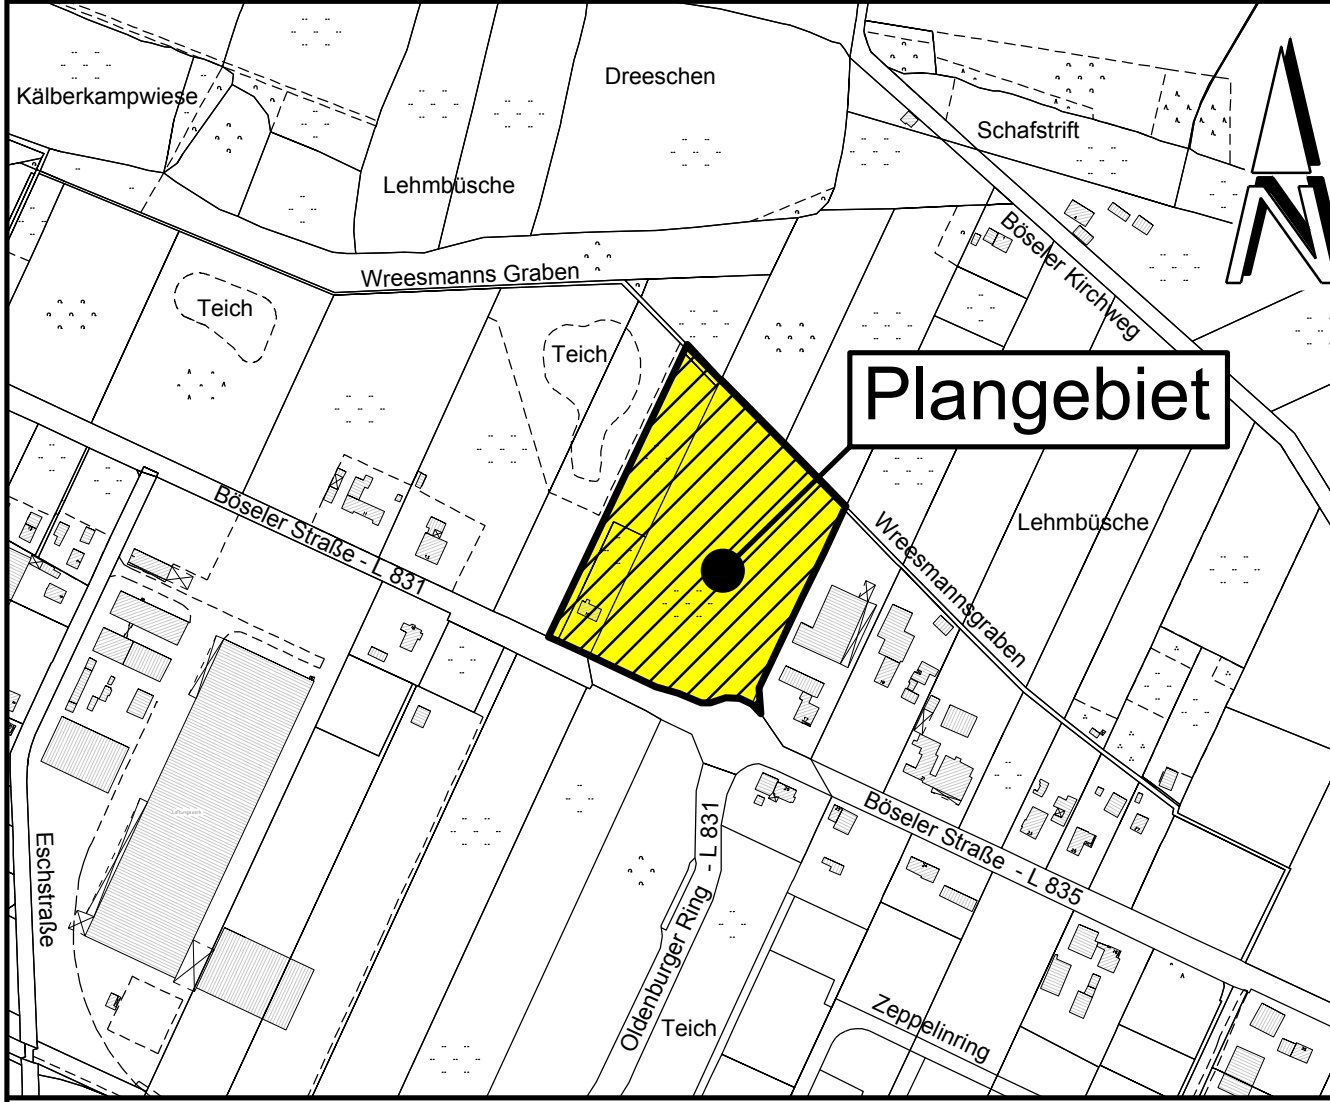 Dreeschen
Kälberkampwiese
Schafstrift
Lehmbüsche
N
Böseler Kirchweg
Wreesmanns Graben
Teich
Teich
Plangebiet
Böseler Straße - L 831
Lehmbüsche
Wreesmannsgraben
Eschstraße
Oldenburger Ring - L 831
Böseler Straße - L 835
Teich
Zeppelinring